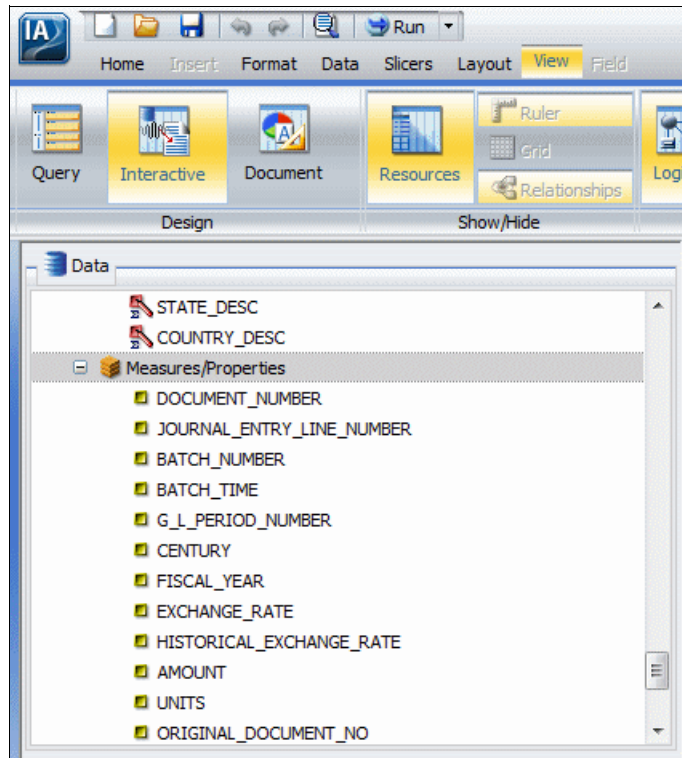 IA
Run
Home Insert Format Data Slicers Layout View Field
Query Interactive Document Resources Ruler Grid Relationships Log
Design Show/Hide
Data
STATE_DESC
COUNTRY_DESC
Measures/Properties
DOCUMENT_NUMBER
JOURNAL_ENTRY_LINE_NUMBER
BATCH_NUMBER
BATCH_TIME
G_L_PERIOD_NUMBER
CENTURY
FISCAL_YEAR
EXCHANGE_RATE
HISTORICAL_EXCHANGE_RATE
AMOUNT
UNITS
ORIGINAL_DOCUMENT_NO